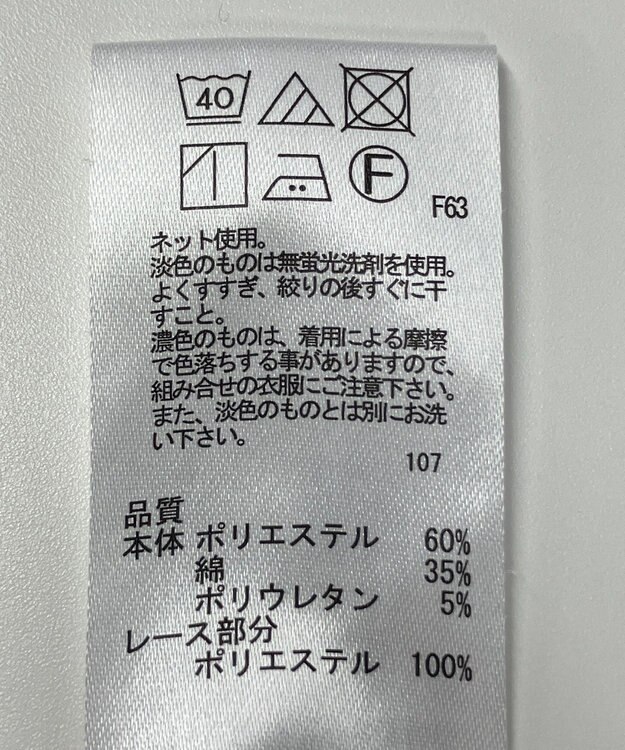 40
F
F63
ネット使用。
淡色のものは無蛍光洗剤を使用。
よくすすぎ、絞りの後すぐに干
すこと。
濃色のものは、着用による摩擦
で色落ちする事がありますので、
組み合せの衣服にご注意下さい。
また、淡色のものとは別にお洗
い下さい。
107
品質
本体 ポリエステル 60%
綿 35%
ポリウレタン 5%
レース部分
ポリエステル 100%